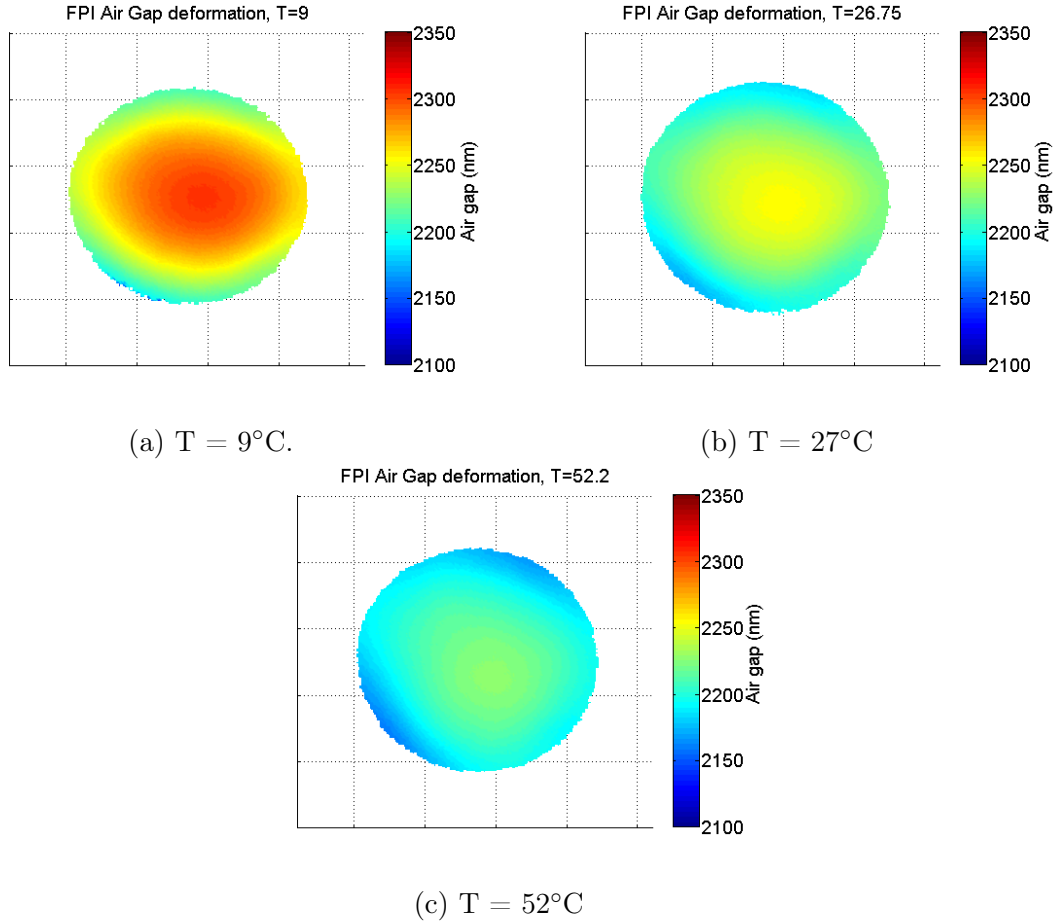 FPI Air Gap deformation, T=9
2350
2300
2250
2200
2150
2100
Air gap (nm)
(a) T = 9°C.
FPI Air Gap deformation, T=26.75
2350
2300
2250
2200
2150
2100
Air gap (nm)
(b) T = 27°C
FPI Air Gap deformation, T=52.2
2350
2300
2250
2200
2150
2100
Air gap (nm)
(c) T = 52°C